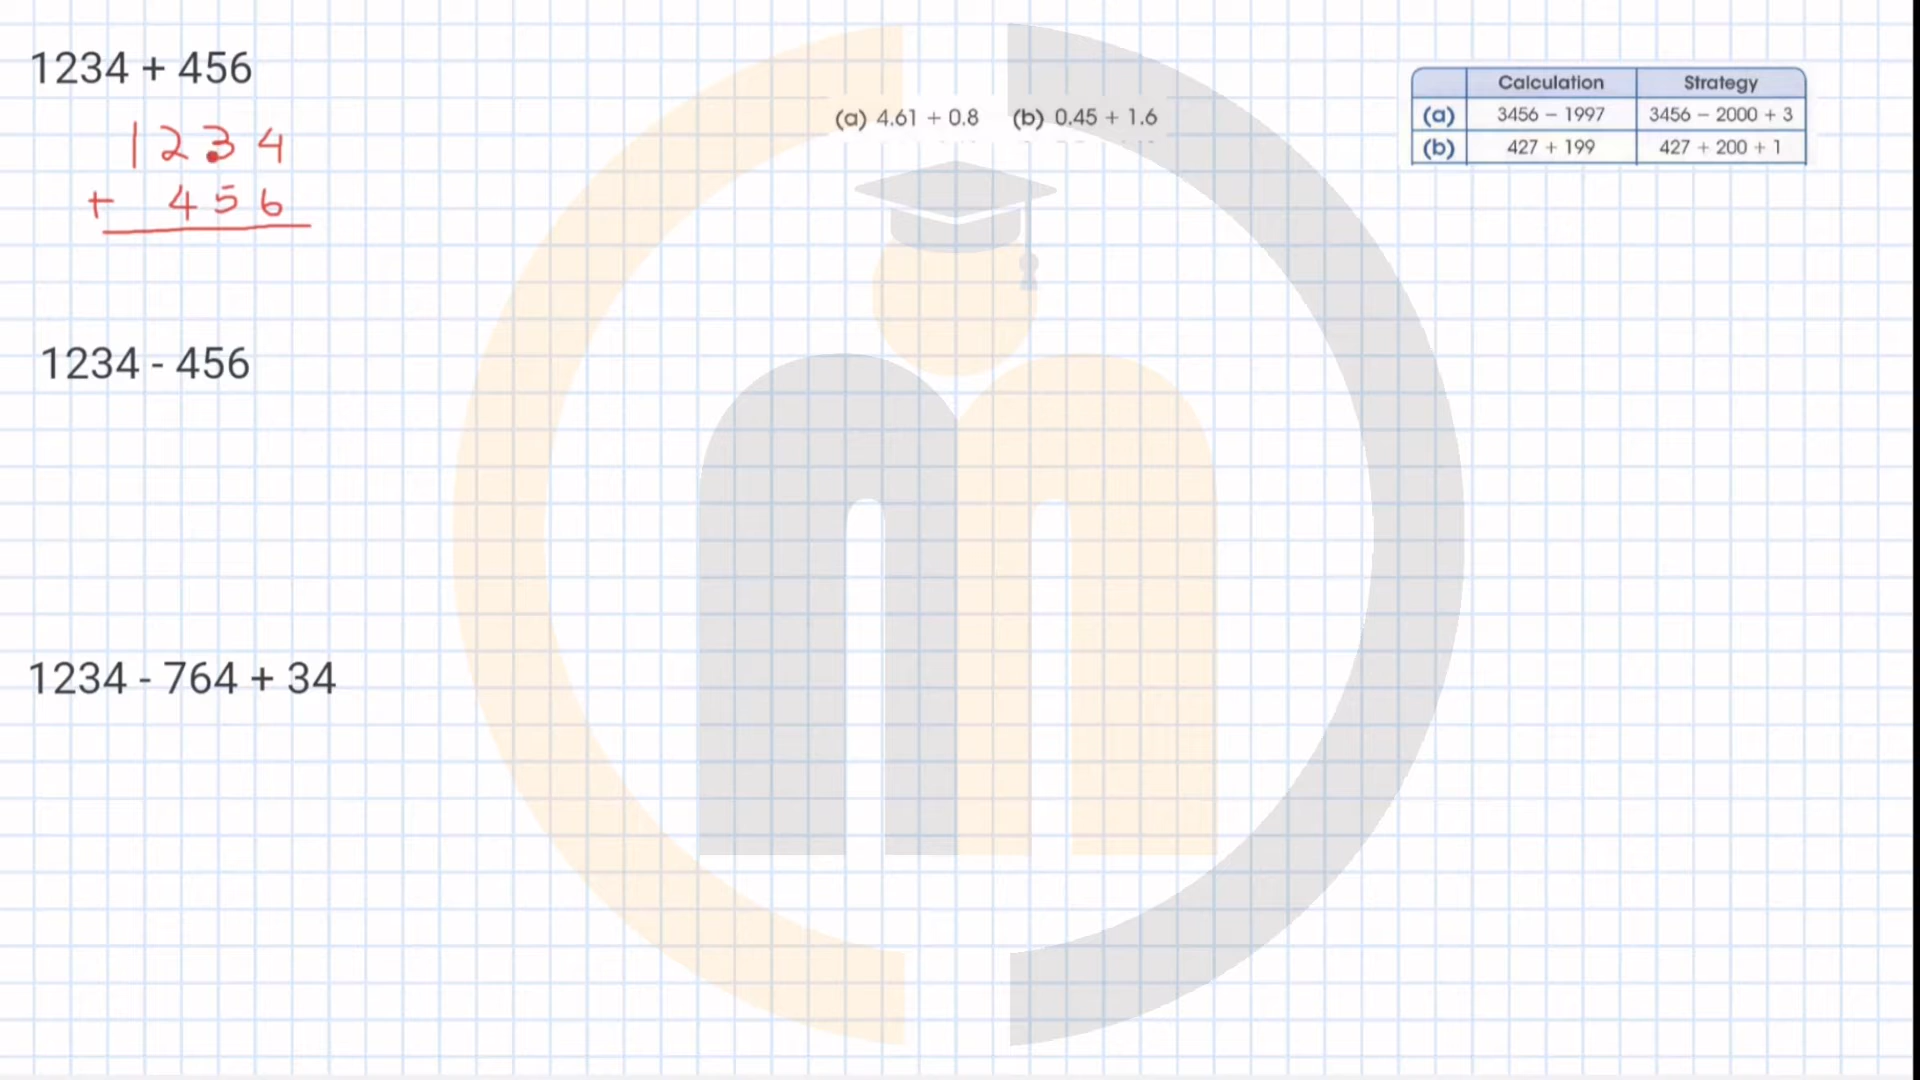 1234 + 456
1234
+ 456
1234 - 456
1234 - 764 + 34
(a) 4.61 + 0.8 (b) 0.45 + 1.6
Calculation Strategy
(a) 3456 − 1997 3456 − 2000 + 3
(b) 427 + 199 427 + 200 + 1